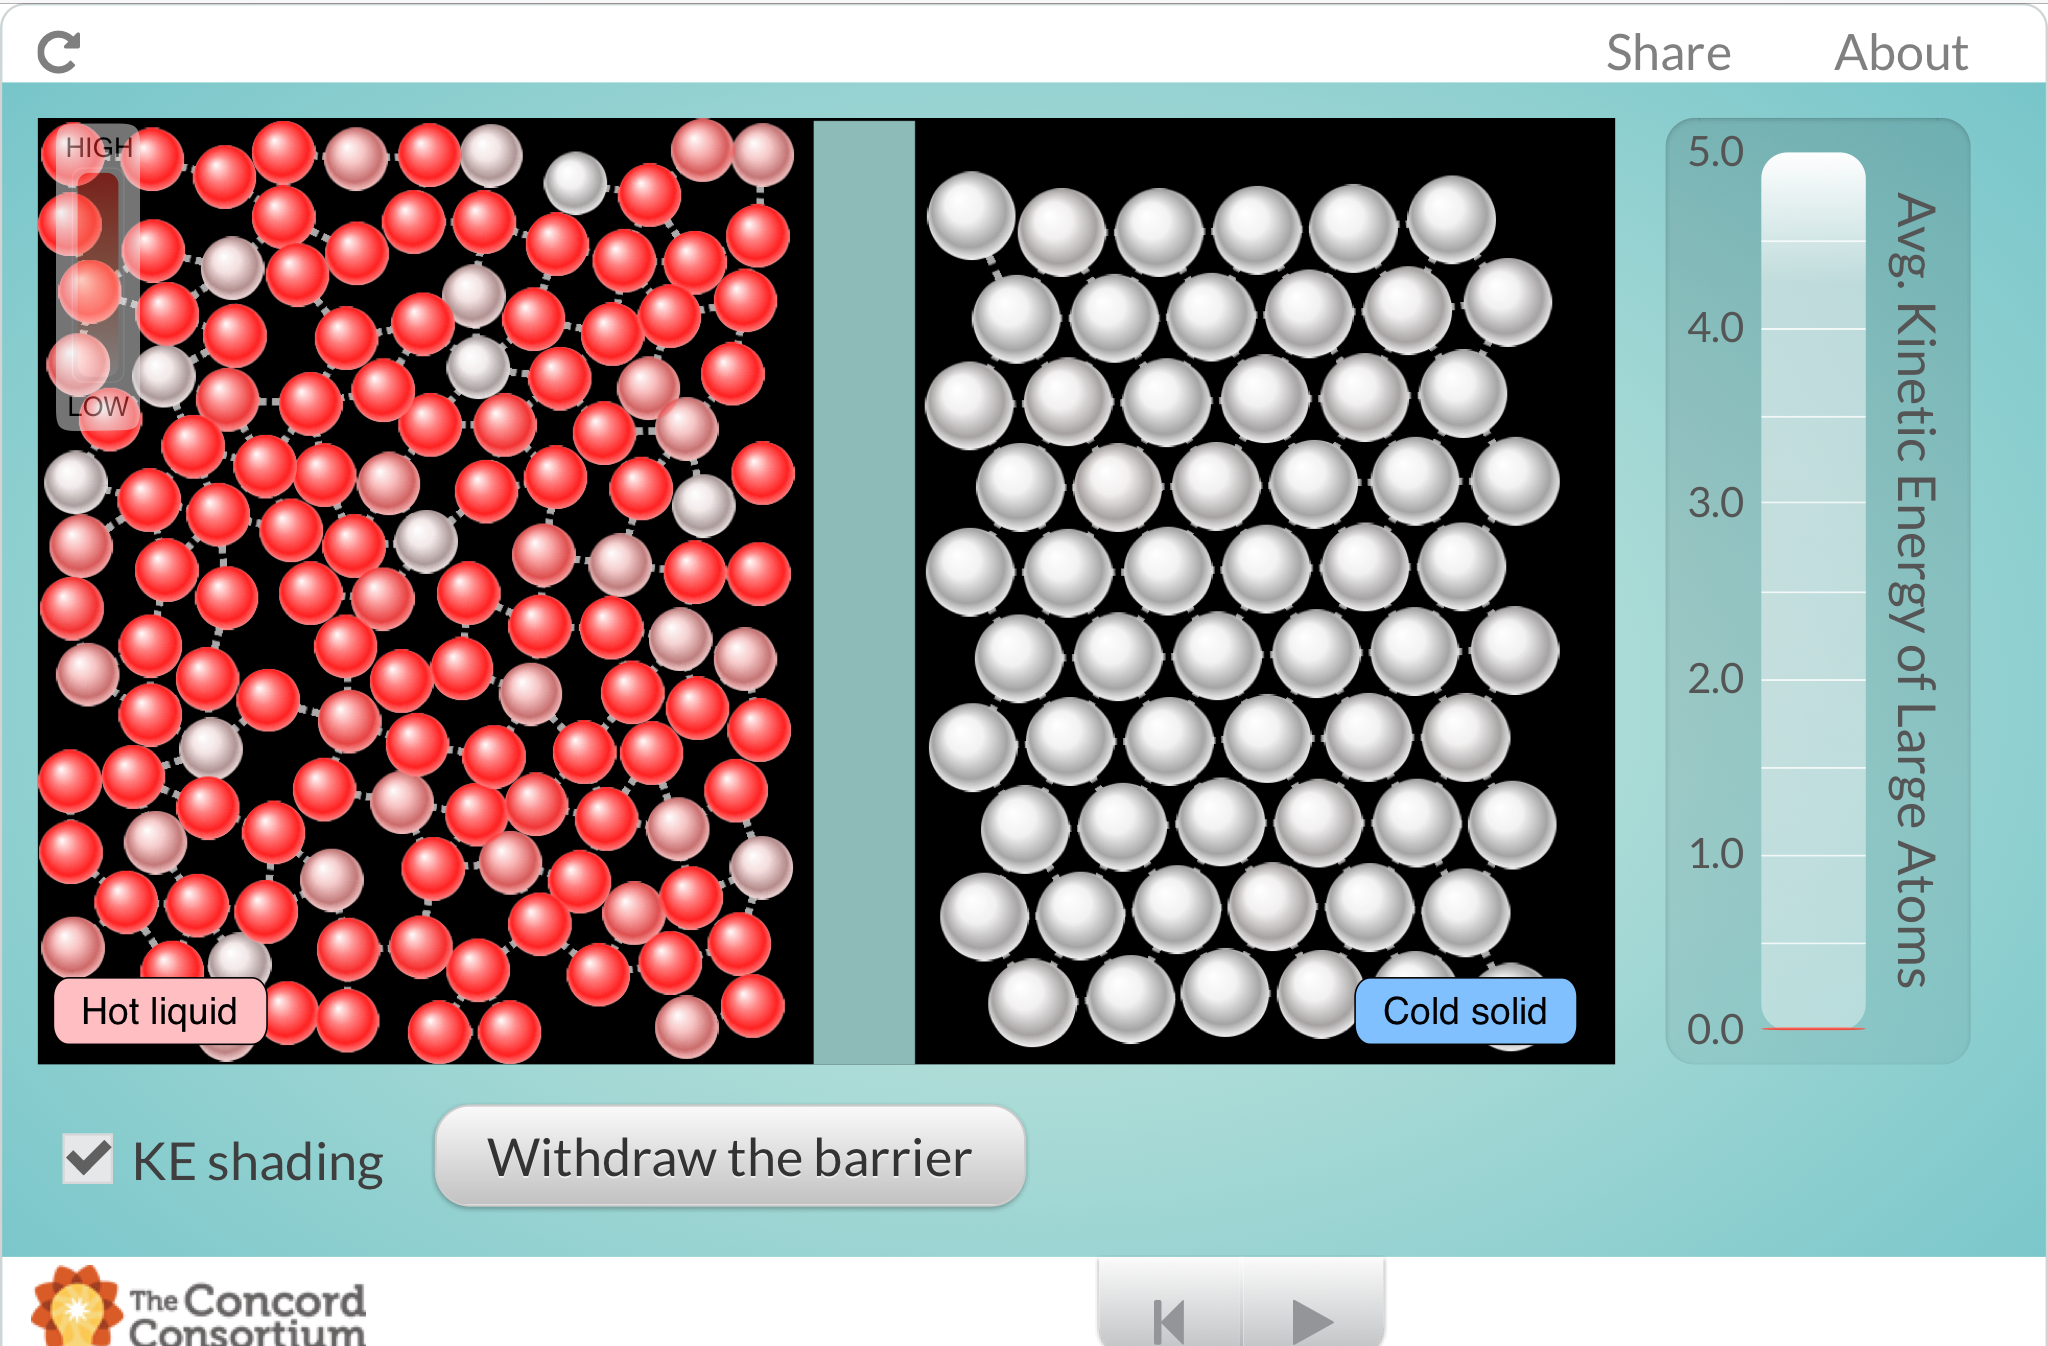 Share About
HIGH
LOW
Hot liquid
Cold solid
5.0
4.0
3.0
2.0
1.0
0.0
Avg. Kinetic Energy of Large Atoms
KE shading
Withdraw the barrier
The Concord
Consortium